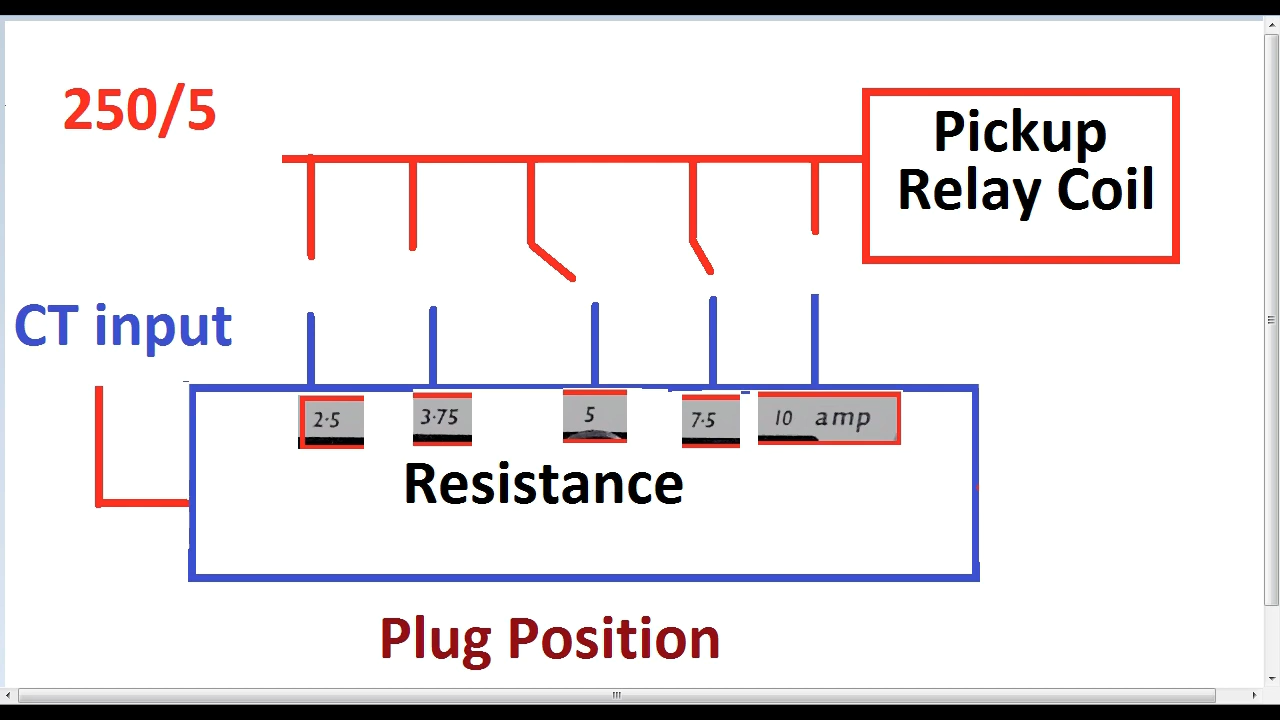 250/5
Pickup
Relay Coil
CT input
2·5 3·75 5 7·5 10 amp
Resistance
Plug Position